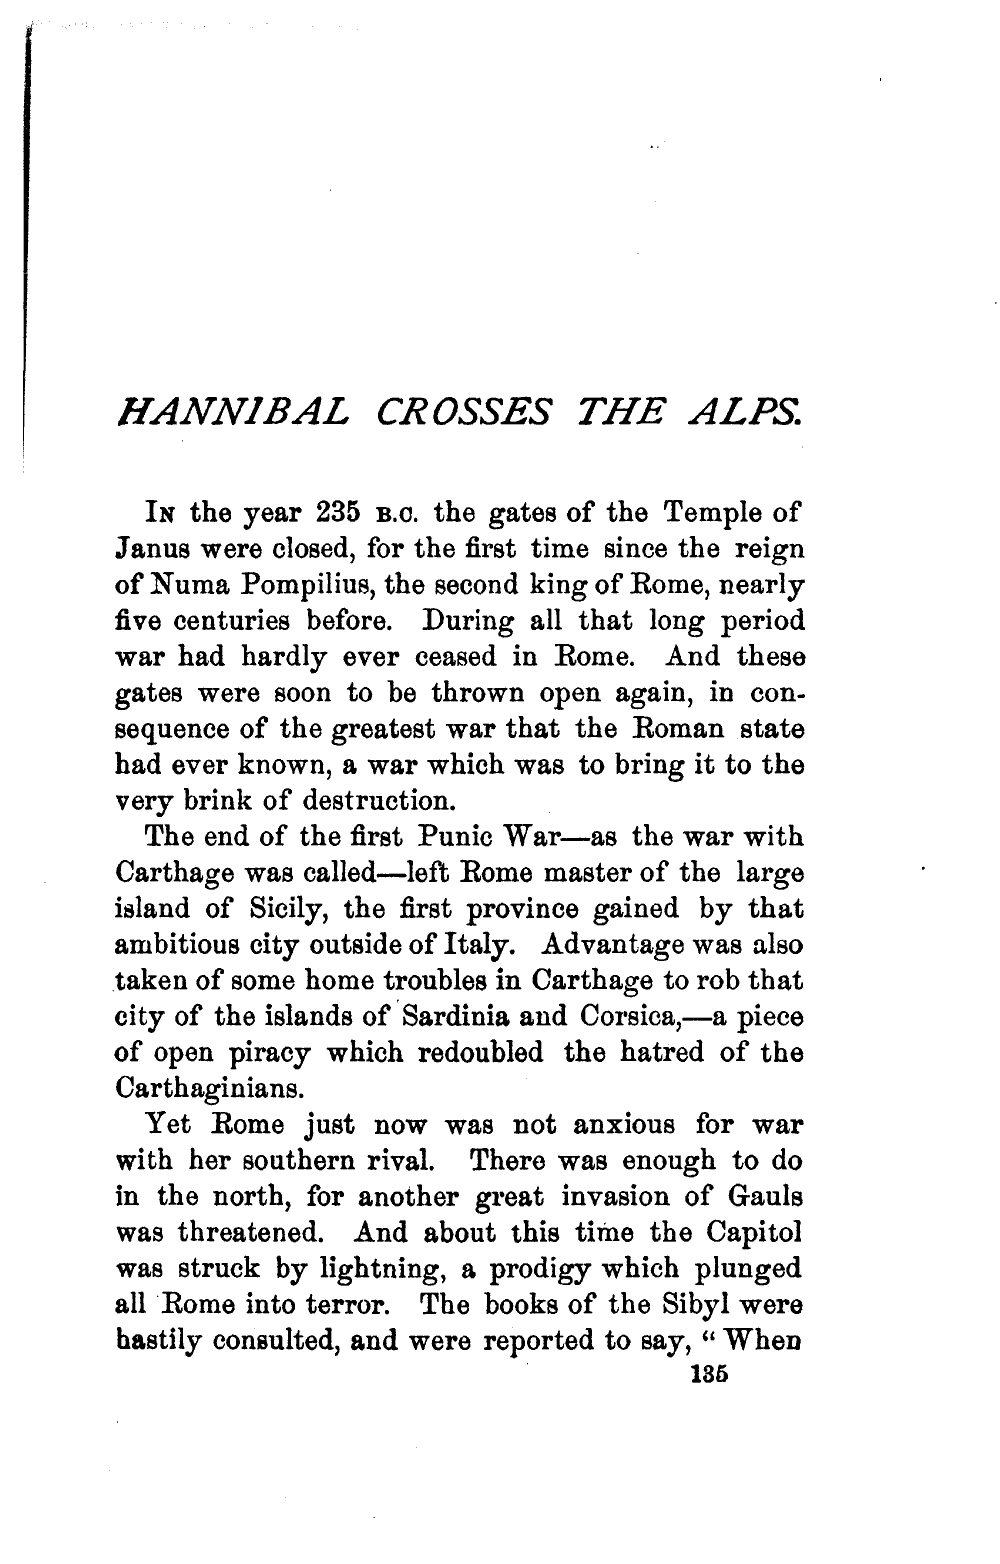 HANNIBAL CROSSES THE ALPS.
IN the year 235 B.C. the gates of the Temple of
Janus were closed, for the first time since the reign
of Numa Pompilius, the second king of Rome, nearly
five centuries before. During all that long period
war had hardly ever ceased in Rome. And these
gates were soon to be thrown open again, in con-
sequence of the greatest war that the Roman state
had ever known, a war which was to bring it to the
very brink of destruction.
The end of the first Punic War—as the war with
Carthage was called—left Rome master of the large
island of Sicily, the first province gained by that
ambitious city outside of Italy. Advantage was also
taken of some home troubles in Carthage to rob that
city of the islands of Sardinia and Corsica,—a piece
of open piracy which redoubled the hatred of the
Carthaginians.
Yet Rome just now was not anxious for war
with her southern rival. There was enough to do
in the north, for another great invasion of Gauls
was threatened. And about this time the Capitol
was struck by lightning, a prodigy which plunged
all Rome into terror. The books of the Sibyl were
hastily consulted, and were reported to say, “ When
135